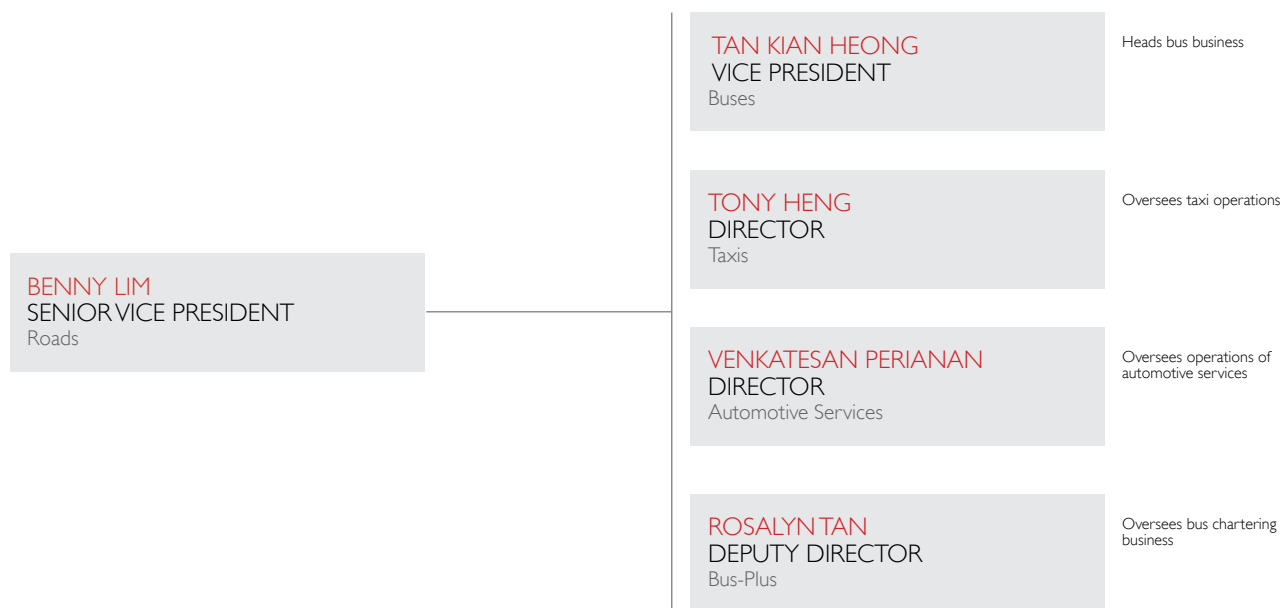 TAN KIAN HEONG
VICE PRESIDENT
Buses
Heads bus business
TONY HENG
DIRECTOR
Taxis
Oversees taxi operations
BENNY LIM
SENIOR VICE PRESIDENT
Roads
VENKATESAN PERIANAN
DIRECTOR
Automotive Services
Oversees operations of
automotive services
ROSALYN TAN
DEPUTY DIRECTOR
Bus-Plus
Oversees bus chartering
business